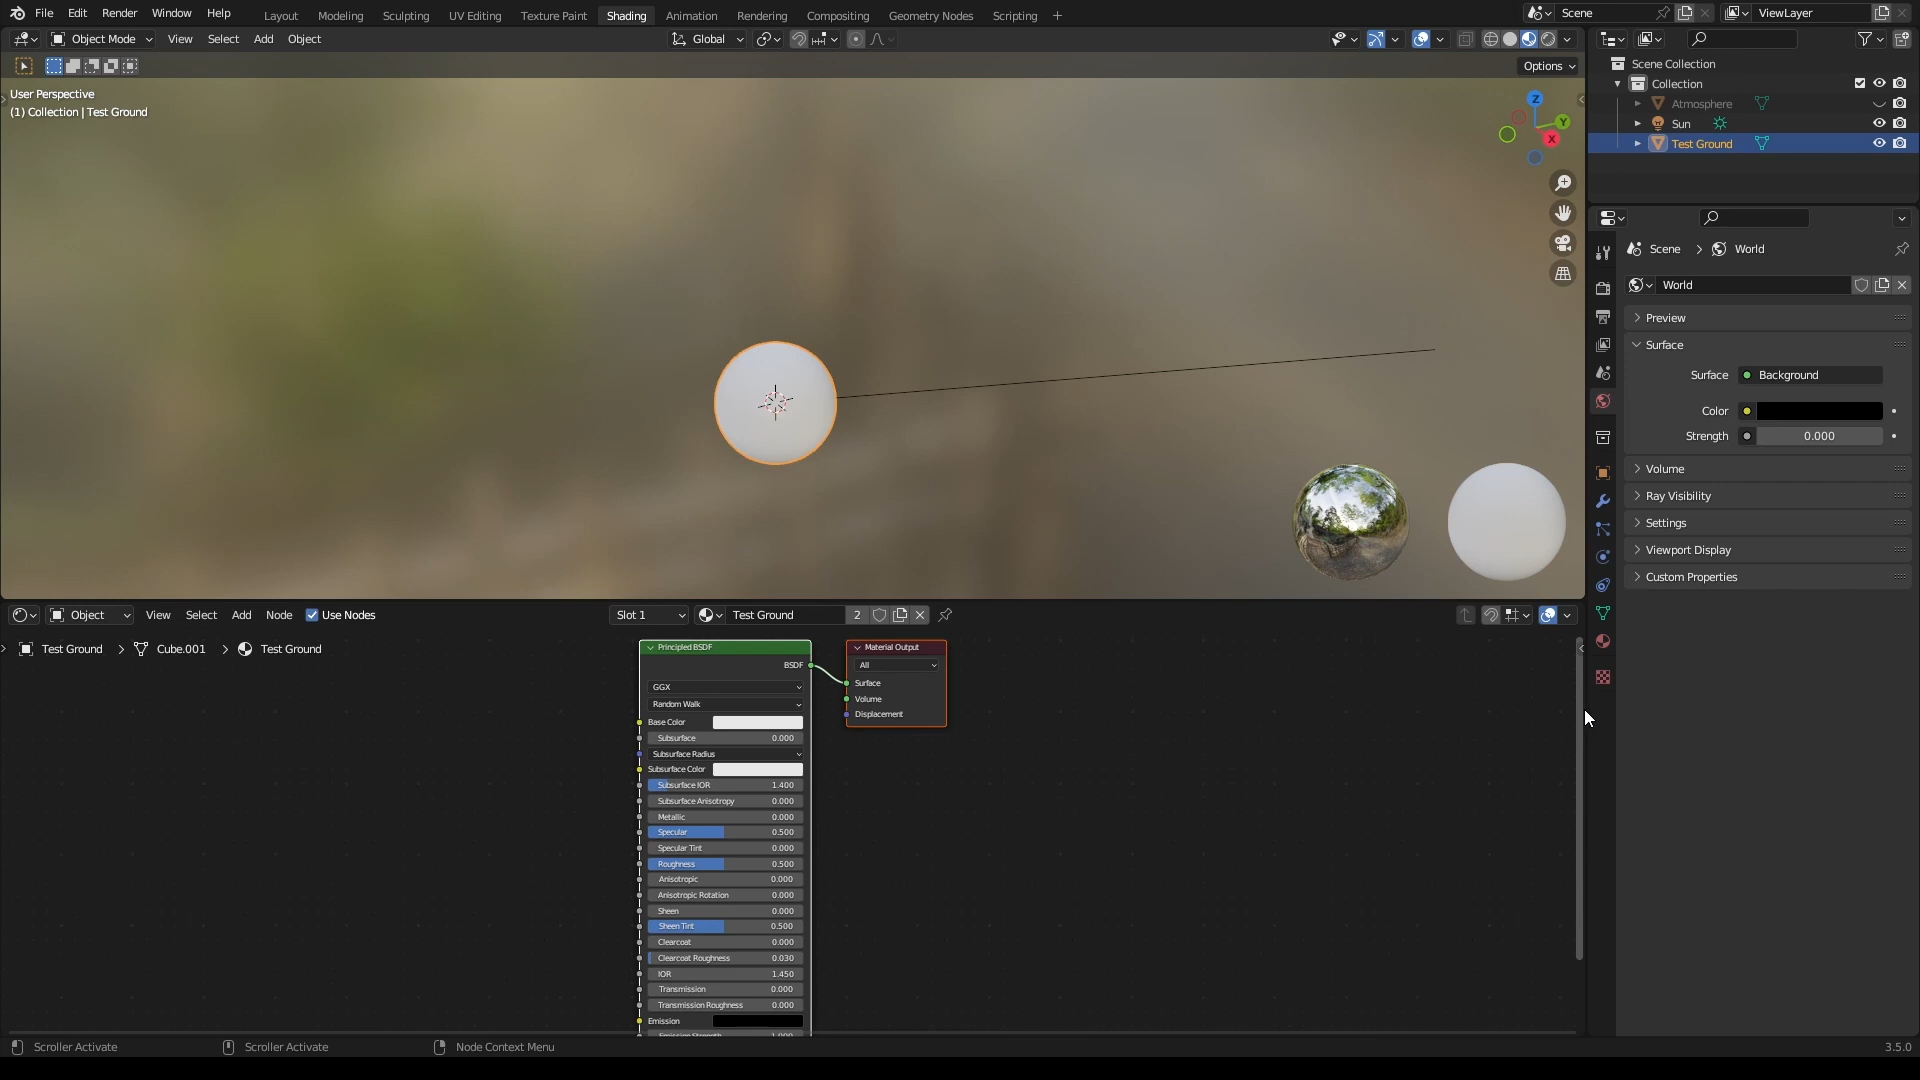 File Edit Render Window Help Layout Modeling Sculpting UV Editing Texture Paint Shading Animation Rendering Compositing Geometry Nodes Scripting + Scene ViewLayer
Object Mode View Select Add Object Global
Options
User Perspective
(1) Collection | Test Ground
Z
Y
X
Scene Collection
Collection
Atmosphere
Sun
Test Ground
Scene > World
World
Preview
Surface
Surface Background
Color
Strength 0.000
Volume
Ray Visibility
Settings
Viewport Display
Custom Properties
Object View Select Add Node Use Nodes Slot 1 Test Ground 2
Test Ground > Cube.001 > Test Ground
Principled BSDF
BSDF
GGX
Random Walk
Base Color
Subsurface 0.000
Subsurface Radius
Subsurface Color
Subsurface IOR 1.400
Subsurface Anisotropy 0.000
Metallic 0.000
Specular 0.500
Specular Tint 0.000
Roughness 0.500
Anisotropic 0.000
Anisotropic Rotation 0.000
Sheen 0.000
Sheen Tint 0.500
Clearcoat 0.000
Clearcoat Roughness 0.030
IOR 1.450
Transmission 0.000
Transmission Roughness 0.000
Emission
Material Output
All
Surface
Volume
Displacement
Scroller Activate Scroller Activate Node Context Menu 3.5.0